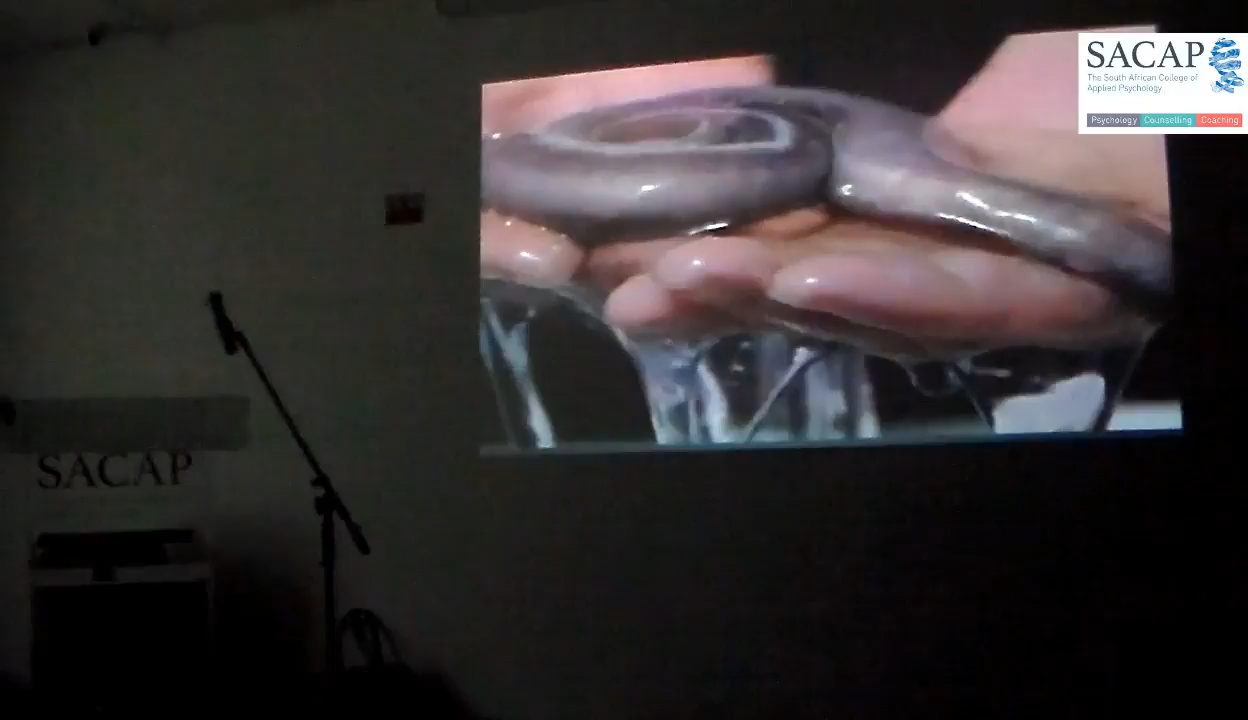 SACAP
The South African College of
Applied Psychology
Psychology Counselling Coaching
SACAP